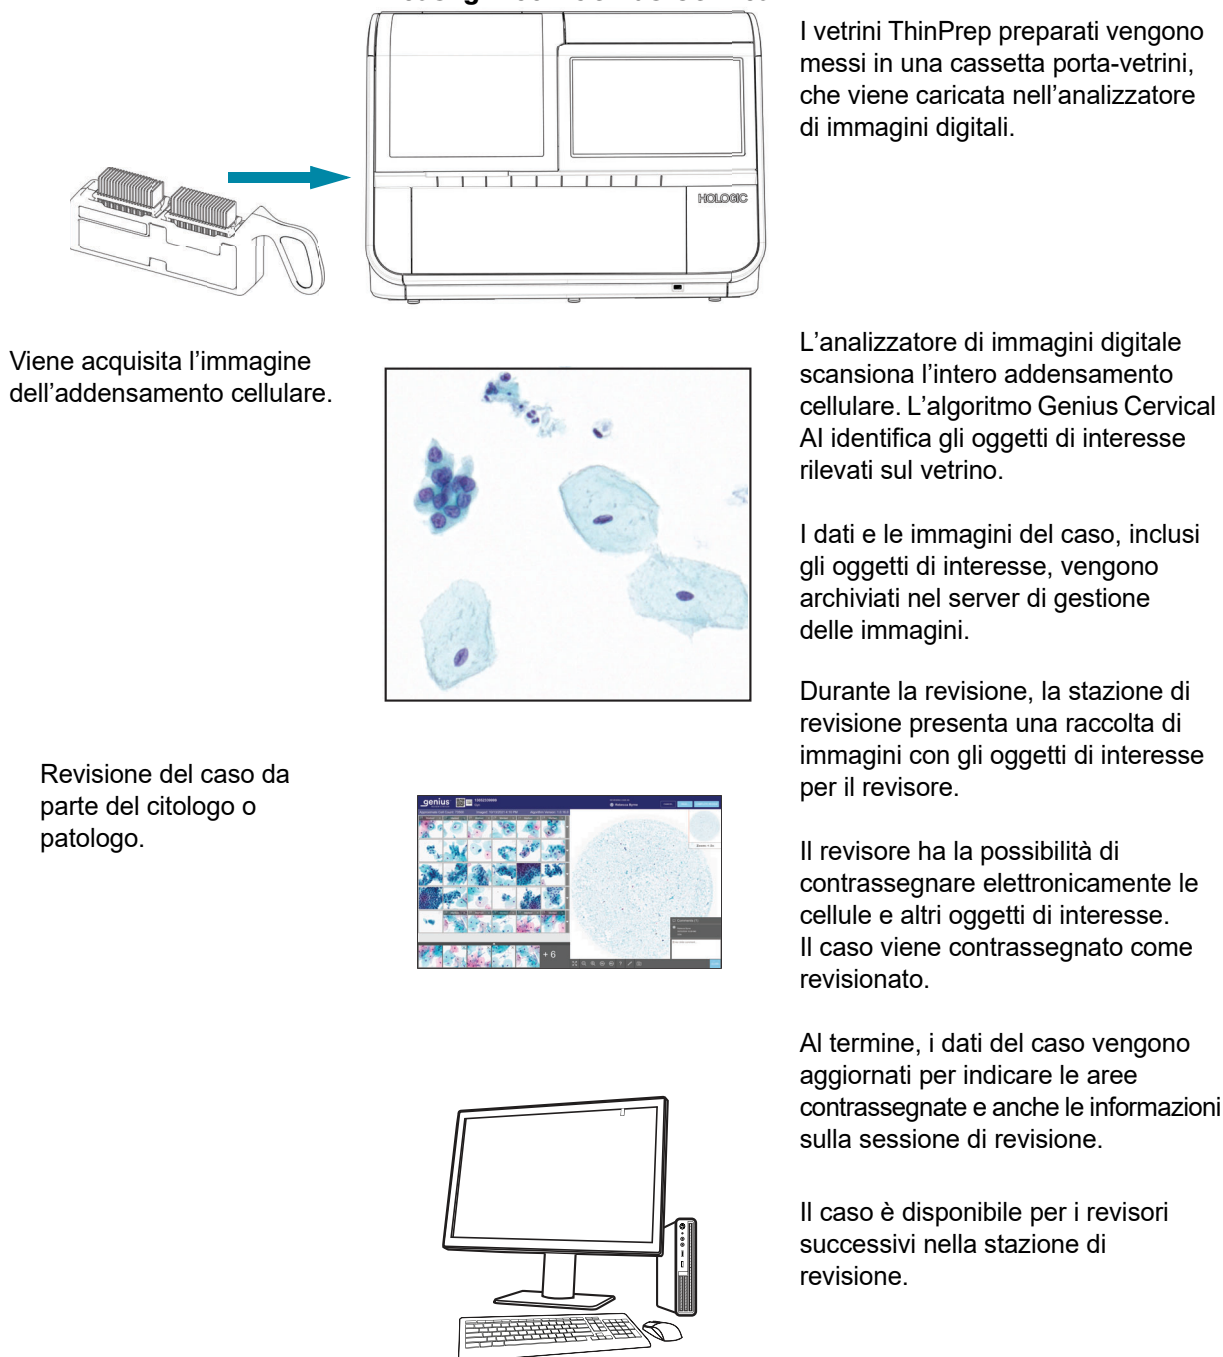 I vetrini ThinPrep preparati vengono
messi in una cassetta porta-vetrini,
che viene caricata nell’analizzatore
di immagini digitali.
HOLOGIC
Viene acquisita l’immagine
dell’addensamento cellulare.
L’analizzatore di immagini digitale
scansiona l’intero addensamento
cellulare. L’algoritmo Genius Cervical
AI identifica gli oggetti di interesse
rilevati sul vetrino.
I dati e le immagini del caso, inclusi
gli oggetti di interesse, vengono
archiviati nel server di gestione
delle immagini.
Durante la revisione, la stazione di
revisione presenta una raccolta di
immagini con gli oggetti di interesse
per il revisore.
Revisione del caso da
parte del citologo o
patologo.
genius
+ 6
Il revisore ha la possibilità di
contrassegnare elettronicamente le
cellule e altri oggetti di interesse.
Il caso viene contrassegnato come
revisionato.
Al termine, i dati del caso vengono
aggiornati per indicare le aree
contrassegnate e anche le informazioni
sulla sessione di revisione.
Il caso è disponibile per i revisori
successivi nella stazione di
revisione.